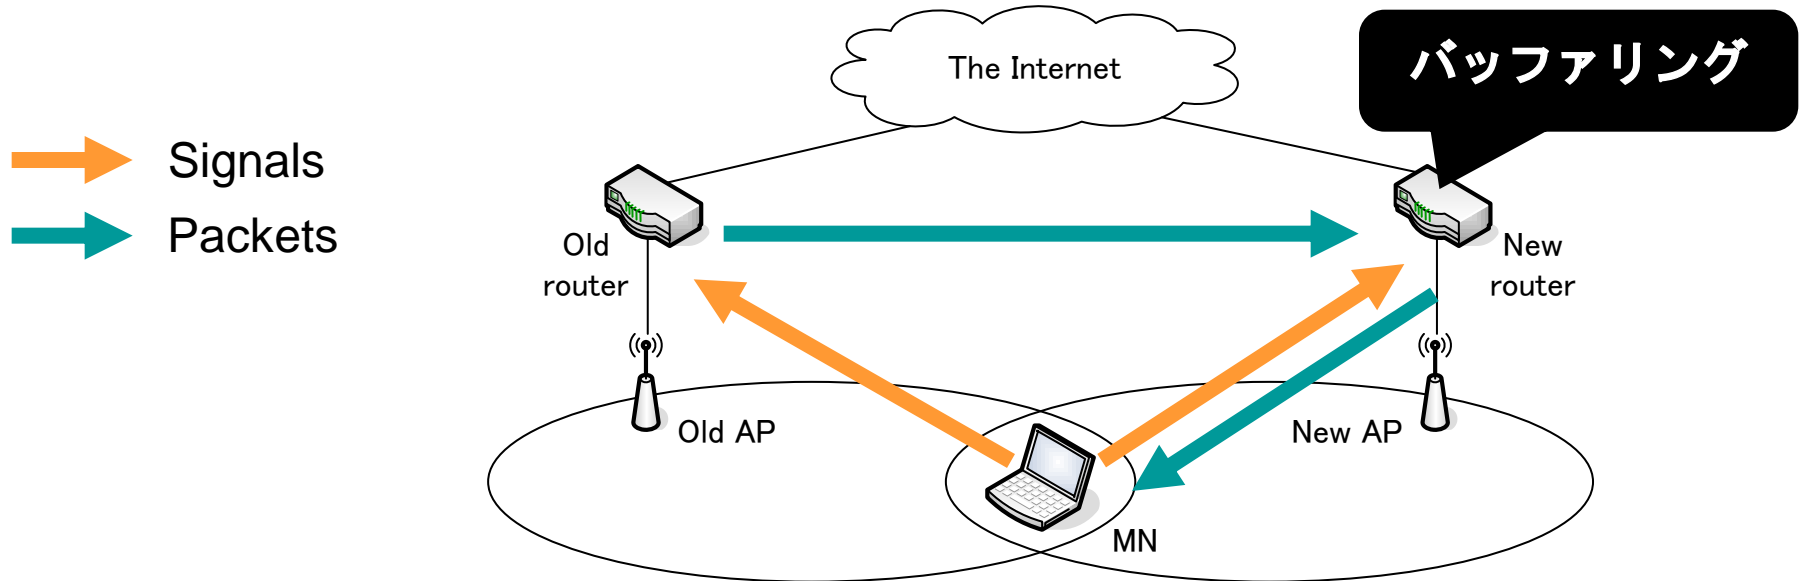 The Internet
バッファリング
Signals
Packets
Old
router
New
router
Old AP
New AP
MN